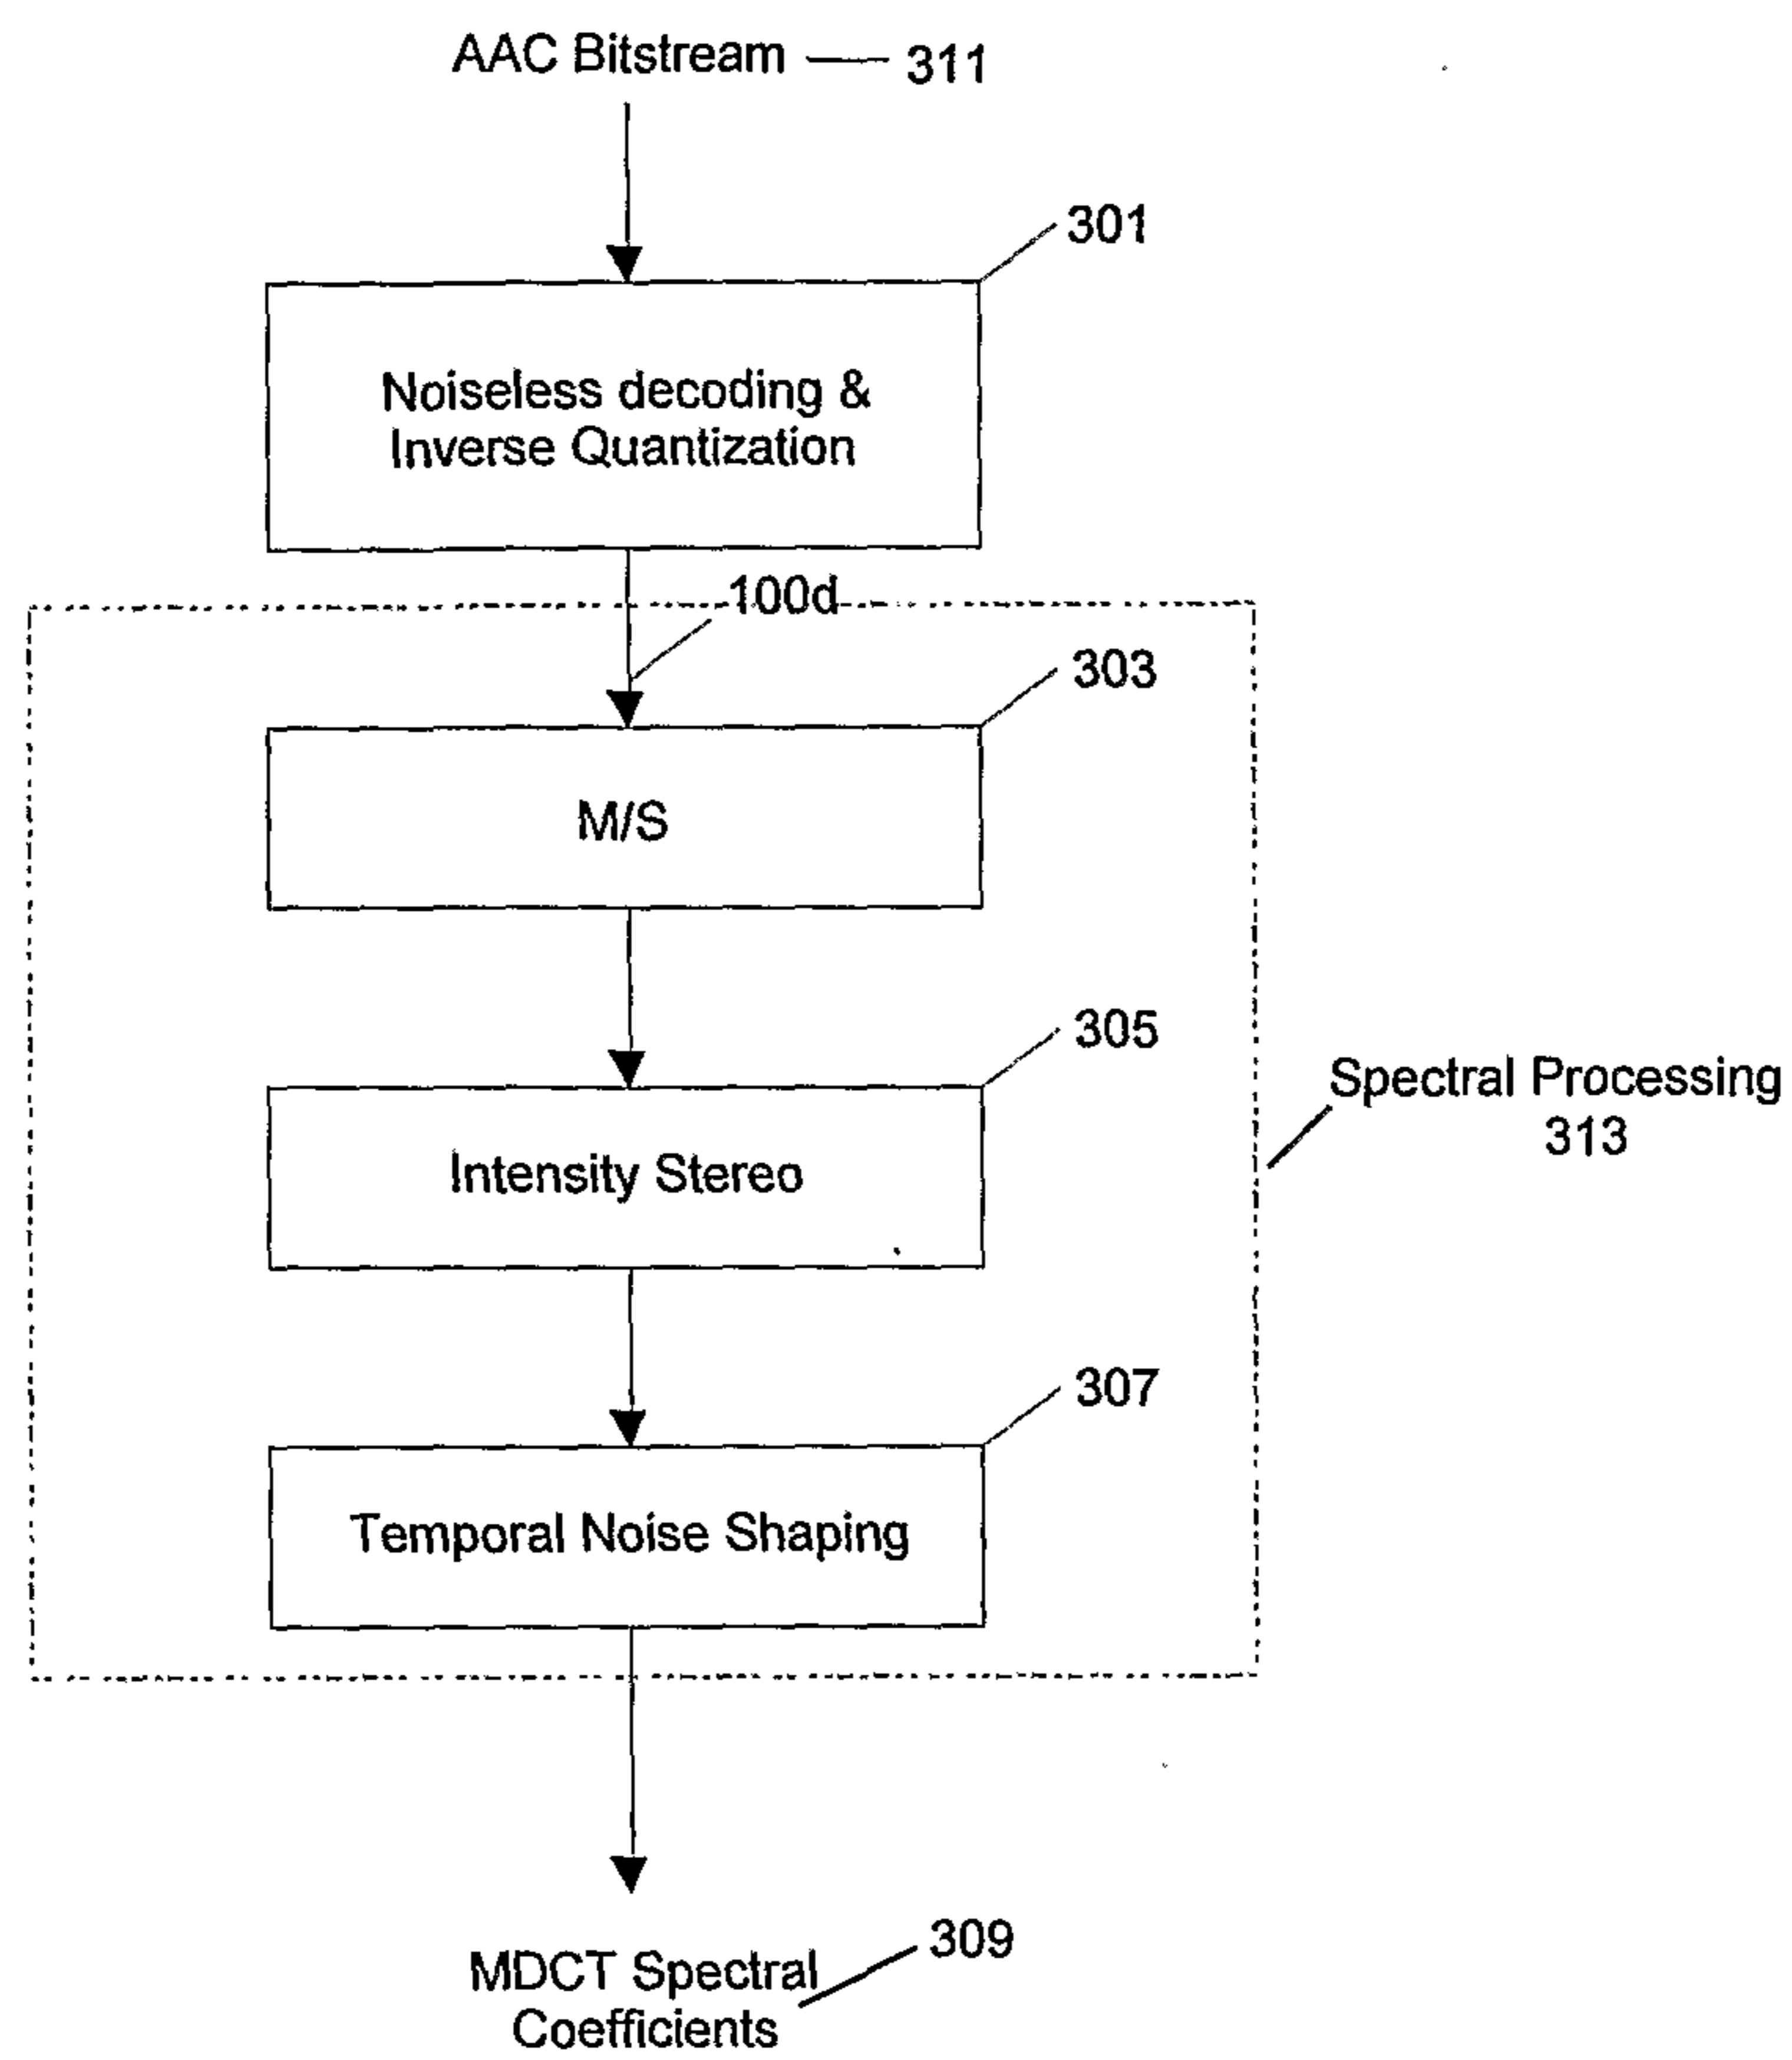 AAC Bitstream
311
301
Noiseless decoding &
Inverse Quantization
100d
303
M/S
305
Intensity Stereo
Spectral Processing
313
307
Temporal Noise Shaping
309
MDCT Spectral
Coefficients